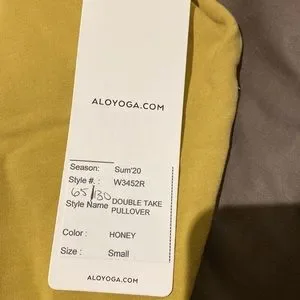 ALOYOGA.COM
Season: Sum'20
Style #. : W3452R
65/130
Style Name DOUBLE TAKE
PULLOVER
Color : HONEY
Size : Small
ALOYOGA.COM